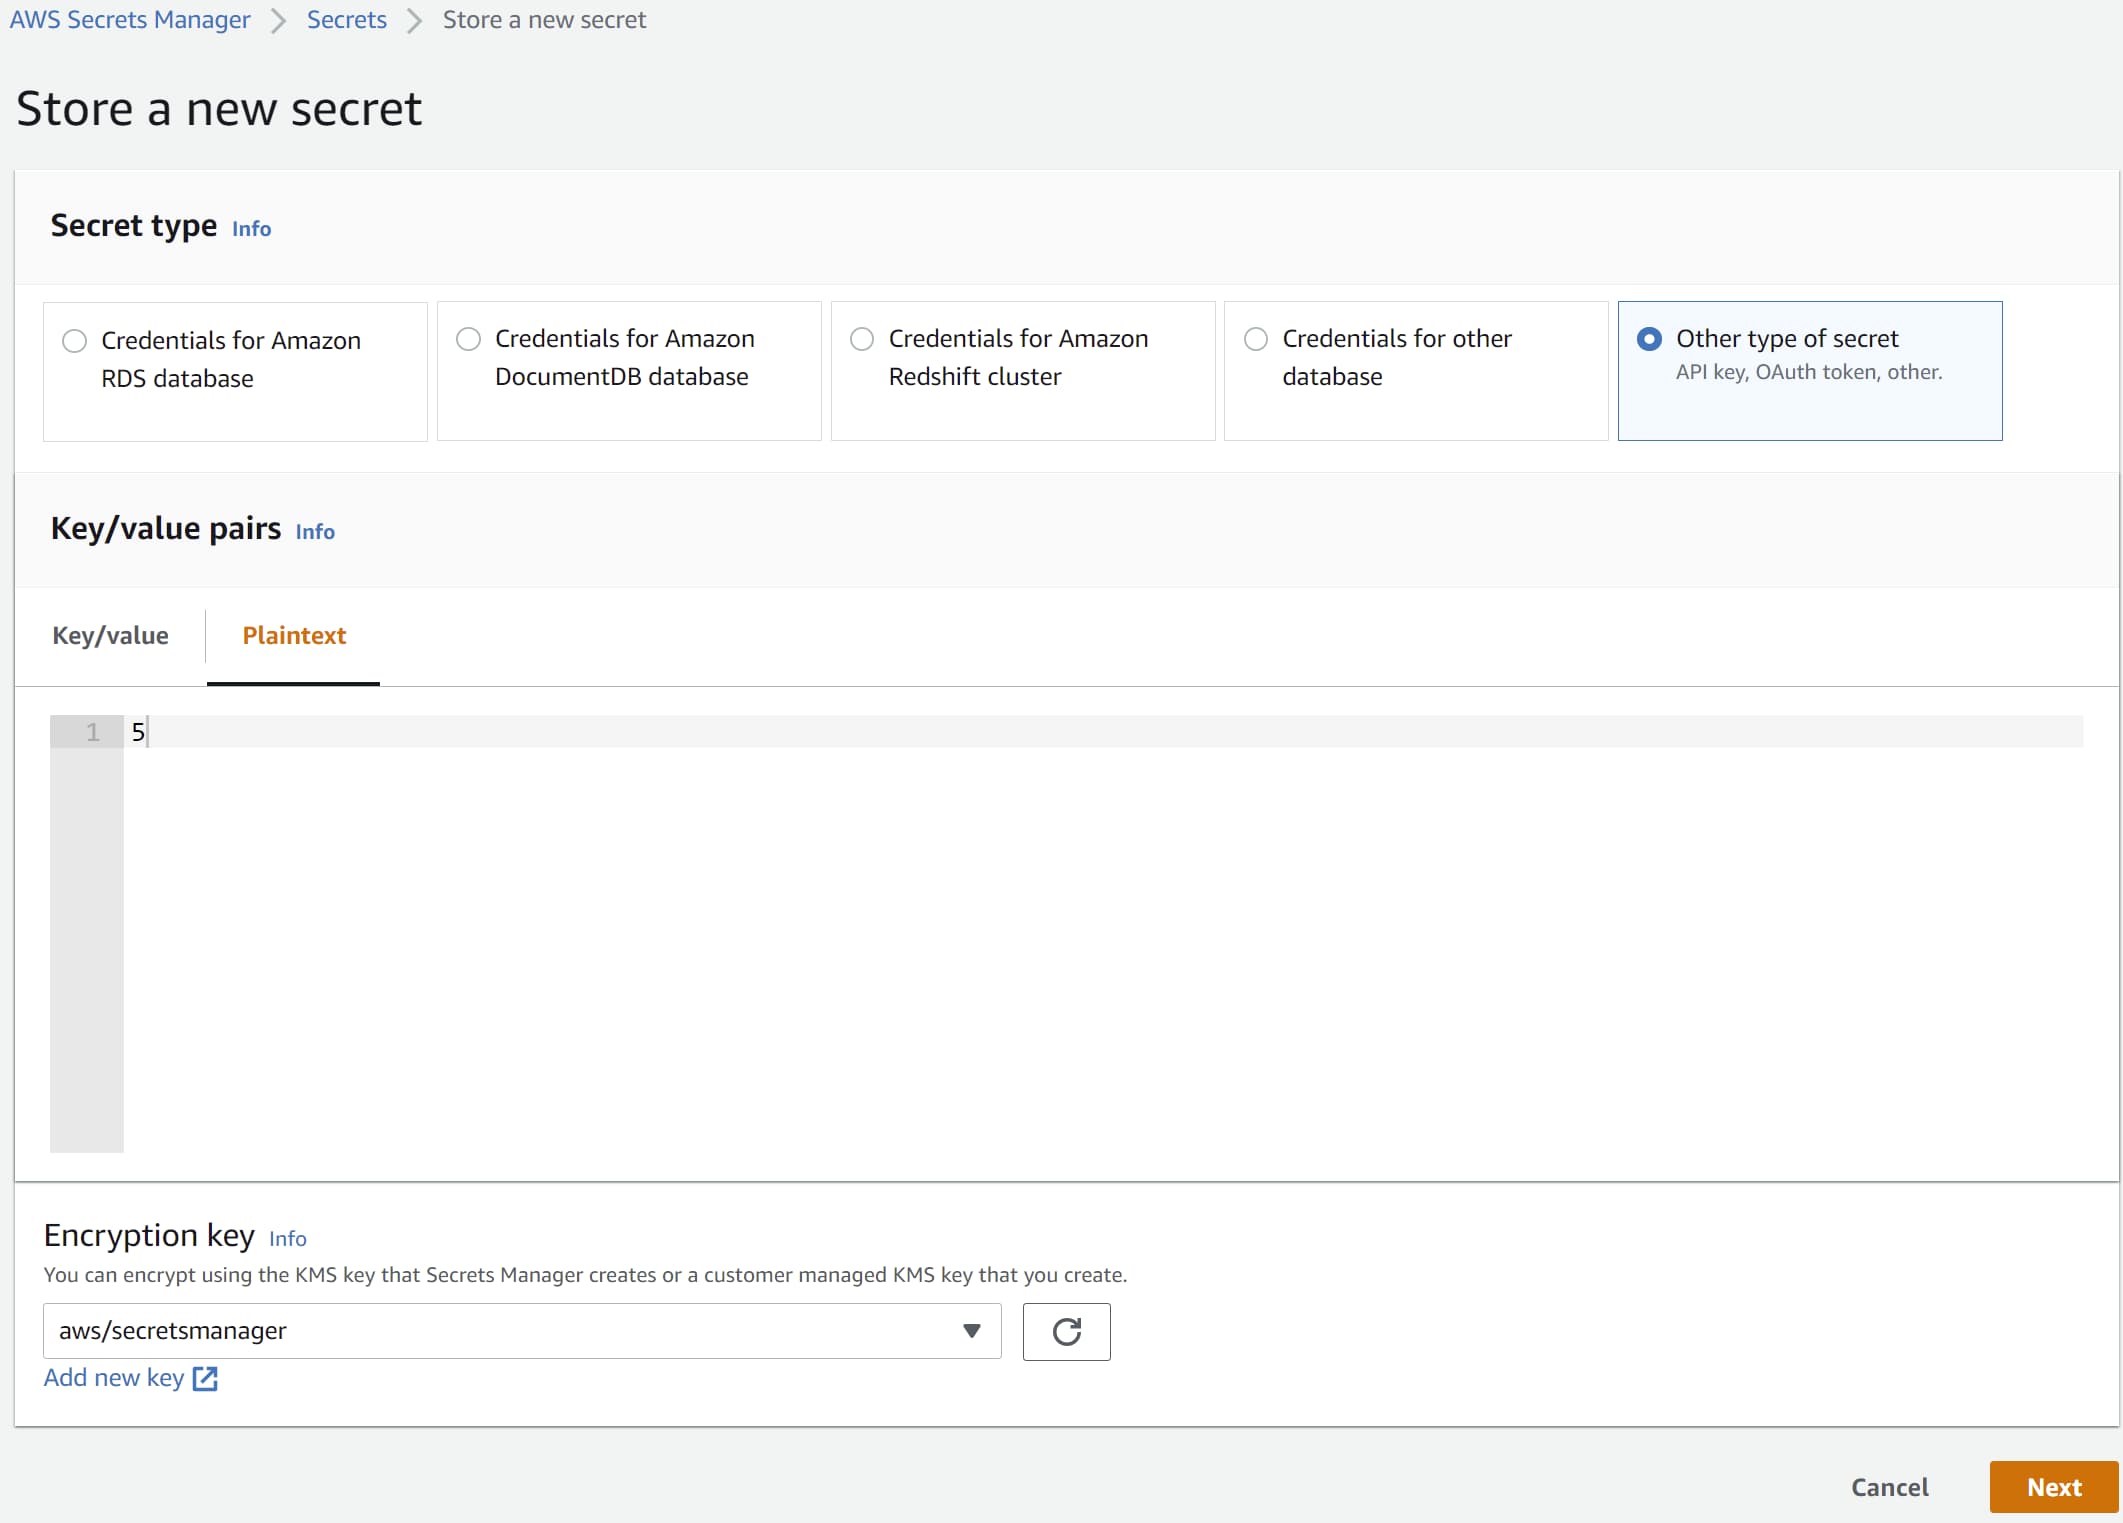 AWS Secrets Manager > Secrets > Store a new secret
Store a new secret
Secret type Info
Credentials for Amazon RDS database
Credentials for Amazon DocumentDB database
Credentials for Amazon Redshift cluster
Credentials for other database
Other type of secret
API key, OAuth token, other.
Key/value pairs Info
Key/value
Plaintext
1 5
Encryption key Info
You can encrypt using the KMS key that Secrets Manager creates or a customer managed KMS key that you create.
aws/secretsmanager
Add new key
Cancel
Next